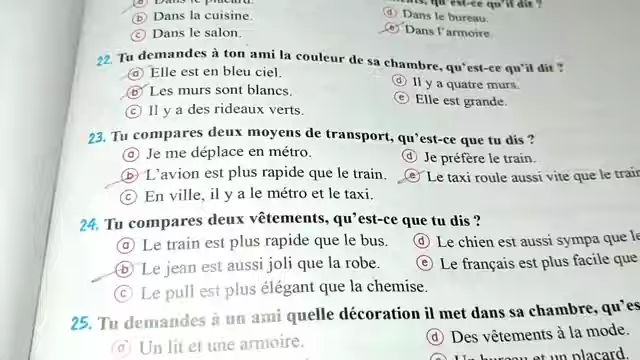 ⓑ Dans la cuisine.
ⓓ Dans le bureau.
ⓒ Dans le salon.
ⓔ Dans l'armoire.
22. Tu demandes à ton ami la couleur de sa chambre, qu'est-ce qu'il dit ?
ⓐ Elle est en bleu ciel.
ⓓ Il y a quatre murs.
ⓑ Les murs sont blancs.
ⓔ Elle est grande.
ⓒ Il y a des rideaux verts.
23. Tu compares deux moyens de transport, qu'est-ce que tu dis ?
ⓐ Je me déplace en métro.
ⓓ Je préfère le train.
ⓑ L'avion est plus rapide que le train.
ⓔ Le taxi roule aussi vite que le train
ⓒ En ville, il y a le métro et le taxi.
24. Tu compares deux vêtements, qu'est-ce que tu dis ?
ⓐ Le train est plus rapide que le bus.
ⓓ Le chien est aussi sympa que le
ⓑ Le jean est aussi joli que la robe.
ⓔ Le français est plus facile que
ⓒ Le pull est plus élégant que la chemise.
25. Tu demandes à un ami quelle décoration il met dans sa chambre, qu'es
ⓐ Un lit et une armoire.
ⓓ Des vêtements à la mode.
ⓔ Un bureau et un placard